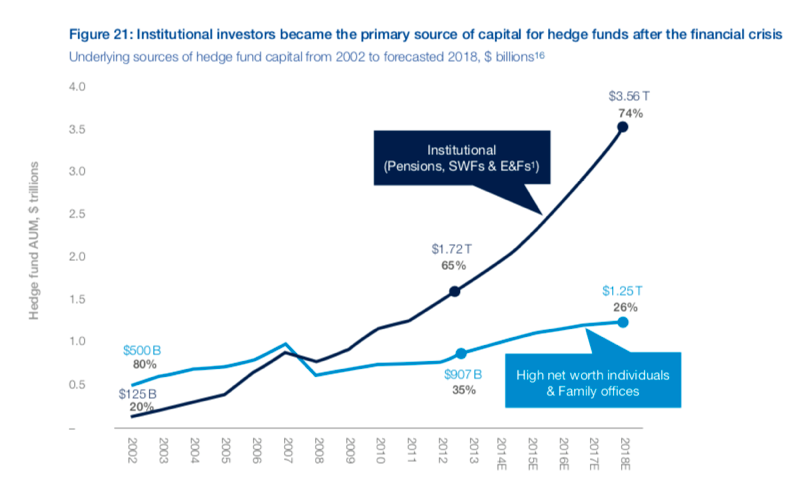 Figure 21: Institutional investors became the primary source of capital for hedge funds after the financial crisis
Underlying sources of hedge fund capital from 2002 to forecasted 2018, $ billions16
Hedge fund AUM, $ trillions
4.0
3.5
3.0
2.5
2.0
1.5
1.0
0.5
–
$3.56 T
74%
Institutional
(Pensions, SWFs & E&Fs1)
$1.72 T
65%
$1.25 T
26%
$500 B
80%
$125 B
20%
$907 B
35%
High net worth individuals
& Family offices
2002
2003
2004
2005
2006
2007
2008
2009
2010
2011
2012
2013
2014E
2015E
2016E
2017E
2018E